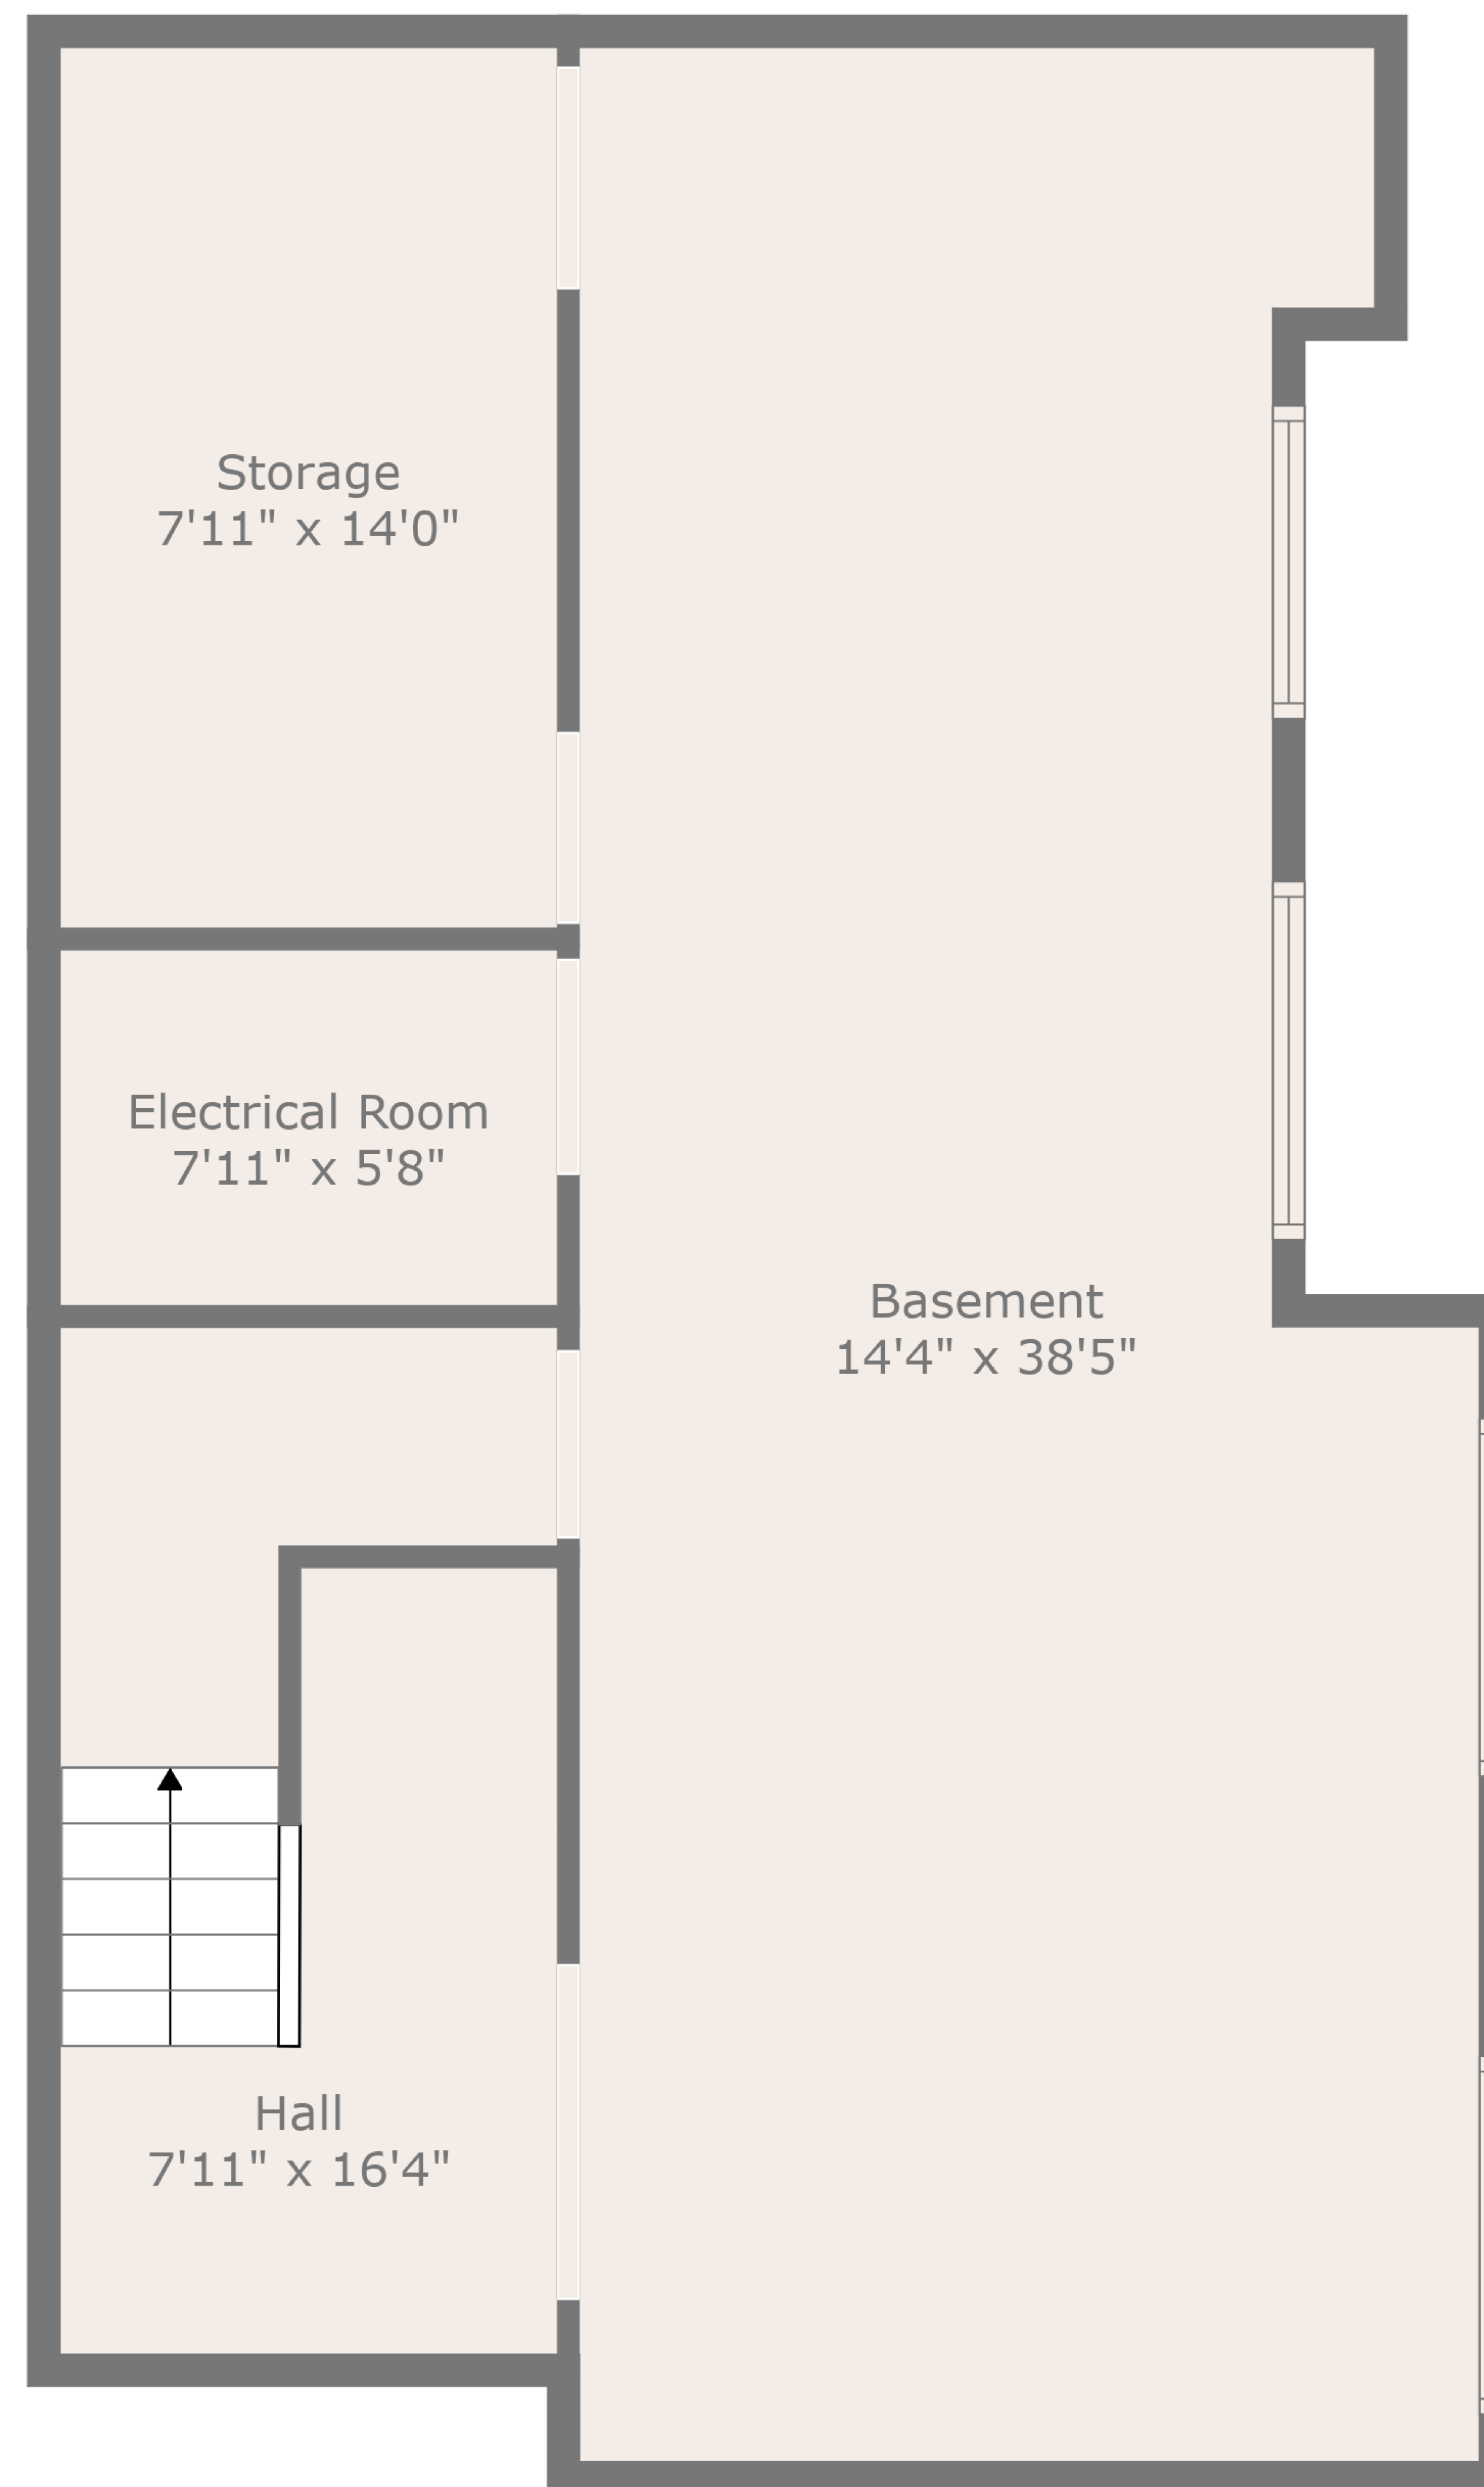 Storage
7'11" x 14'0"
Electrical Room
7'11" x 5'8"
Basement
14'4" x 38'5"
Hall
7'11" x 16'4"